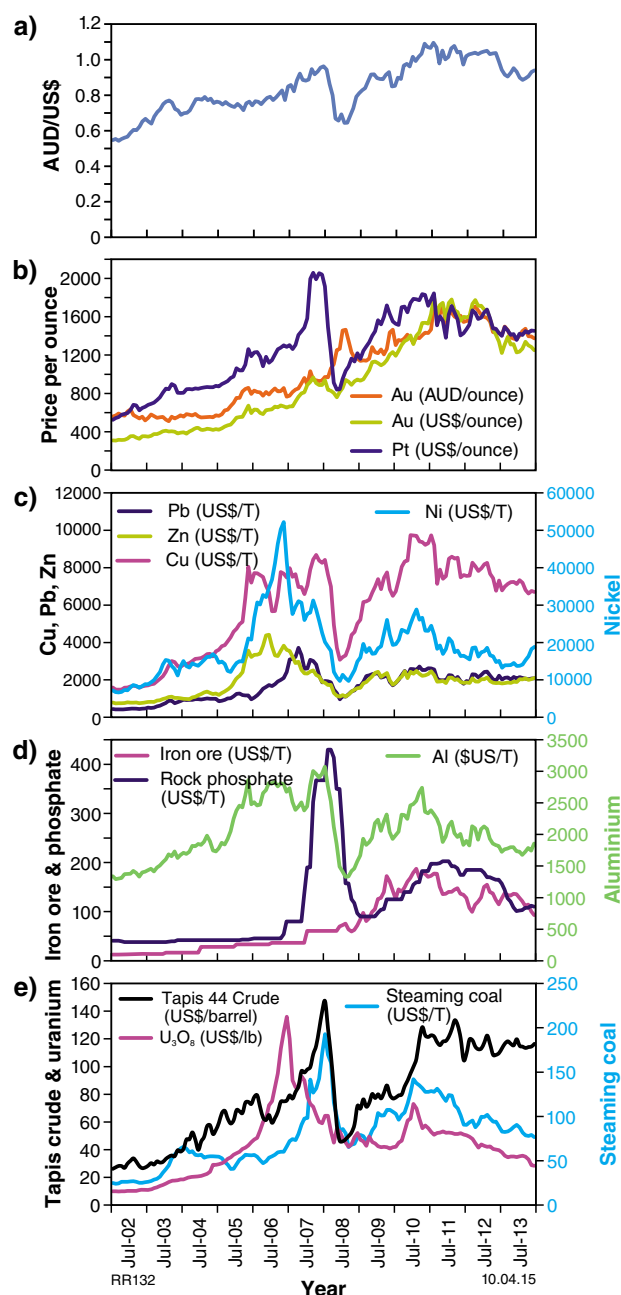 a)
AUD/US$
1.2
1.0
0.8
0.6
0.4
0.2
0
b)
Price per ounce
2000
1600
1200
800
400
0
Au (AUD/ounce)
Au (US$/ounce)
Pt (US$/ounce)
c)
Cu, Pb, Zn
12000
10000
8000
6000
4000
2000
0
Pb (US$/T)
Zn (US$/T)
Cu (US$/T)
Ni (US$/T)
60000
50000
40000
30000
20000
10000
0
Nickel
d)
Iron ore & phosphate
400
300
200
100
0
Iron ore (US$/T)
Rock phosphate
(US$/T)
Al ($US/T)
3500
3000
2500
2000
1500
1000
500
0
Aluminium
e)
Tapis crude & uranium
160
140
120
100
80
60
40
20
0
Tapis 44 Crude
(US$/barrel)
U₃O₈ (US$/lb)
Steaming coal
(US$/T)
250
200
150
100
50
0
Steaming coal
Jul-02
Jul-03
Jul-04
Jul-05
Jul-06
Jul-07
Jul-08
Jul-09
Jul-10
Jul-11
Jul-12
Jul-13
RR132
Year
10.04.15